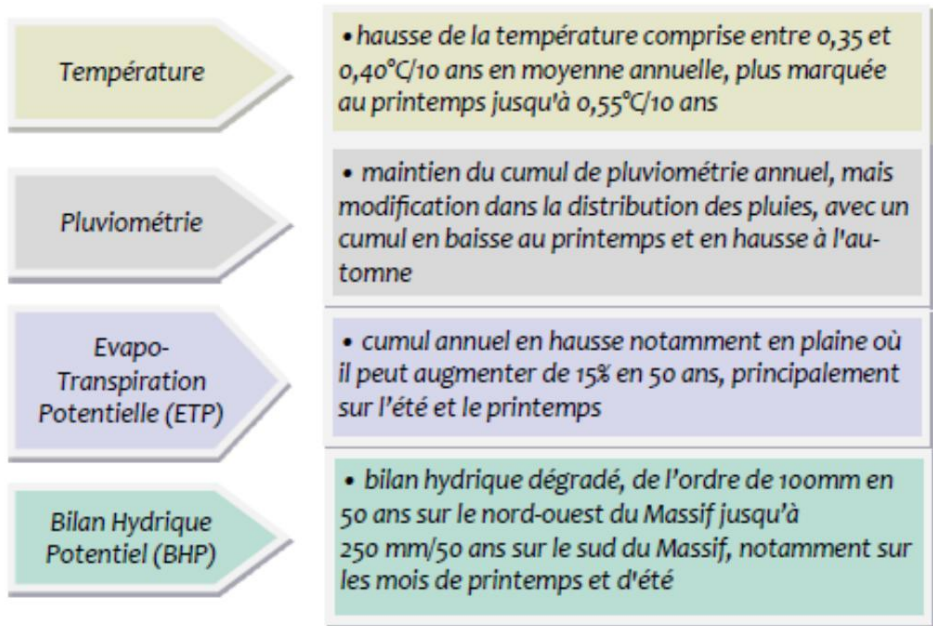 Température
•hausse de la température comprise entre 0,35 et
0,40°C/10 ans en moyenne annuelle, plus marquée
au printemps jusqu'à 0,55°C/10 ans
Pluviométrie
• maintien du cumul de pluviométrie annuel, mais
modification dans la distribution des pluies, avec un
cumul en baisse au printemps et en hausse à l'au-
tomne
Evapo-
Transpiration
Potentielle (ETP)
• cumul annuel en hausse notamment en plaine où
il peut augmenter de 15% en 50 ans, principalement
sur l’été et le printemps
Bilan Hydrique
Potentiel (BHP)
• bilan hydrique dégradé, de l’ordre de 100mm en
50 ans sur le nord-ouest du Massif jusqu’à
250 mm/50 ans sur le sud du Massif, notamment sur
les mois de printemps et d'été